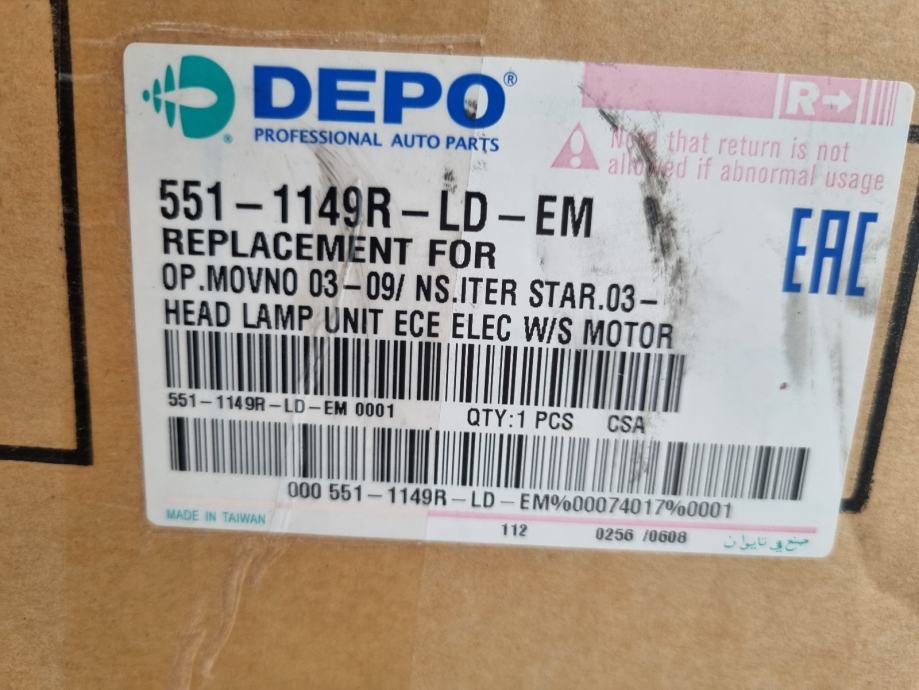 DEPO®
PROFESSIONAL AUTO PARTS
R→
Note that return is not
allowed if abnormal usage
551-1149R-LD-EM
REPLACEMENT FOR
OP.MOVNO 03-09/ NS.ITER STAR.03-
HEAD LAMP UNIT ECE ELEC W/S MOTOR
EAC
551-1149R-LD-EM 0001 QTY:1 PCS CSA
000 551-1149R-LD-EM%00074017%0001
MADE IN TAIWAN 112 0256 /0608 صنع في تايوان